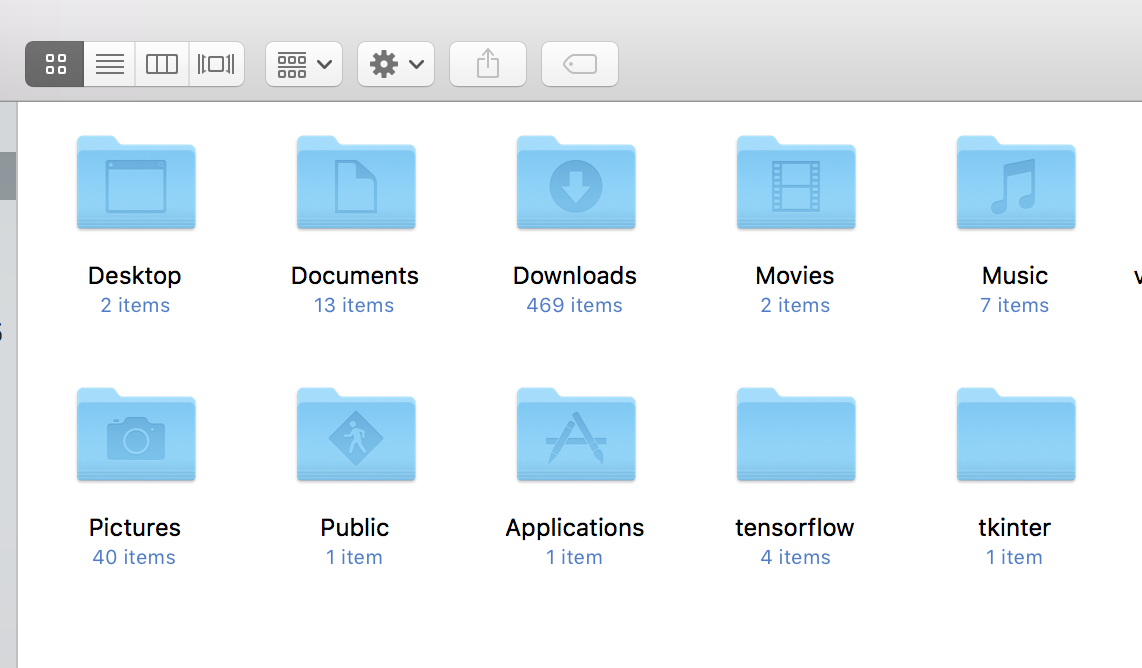 Desktop Documents Downloads Movies Music
2 items 13 items 469 items 2 items 7 items
Pictures Public Applications tensorflow tkinter
40 items 1 item 1 item 4 items 1 item